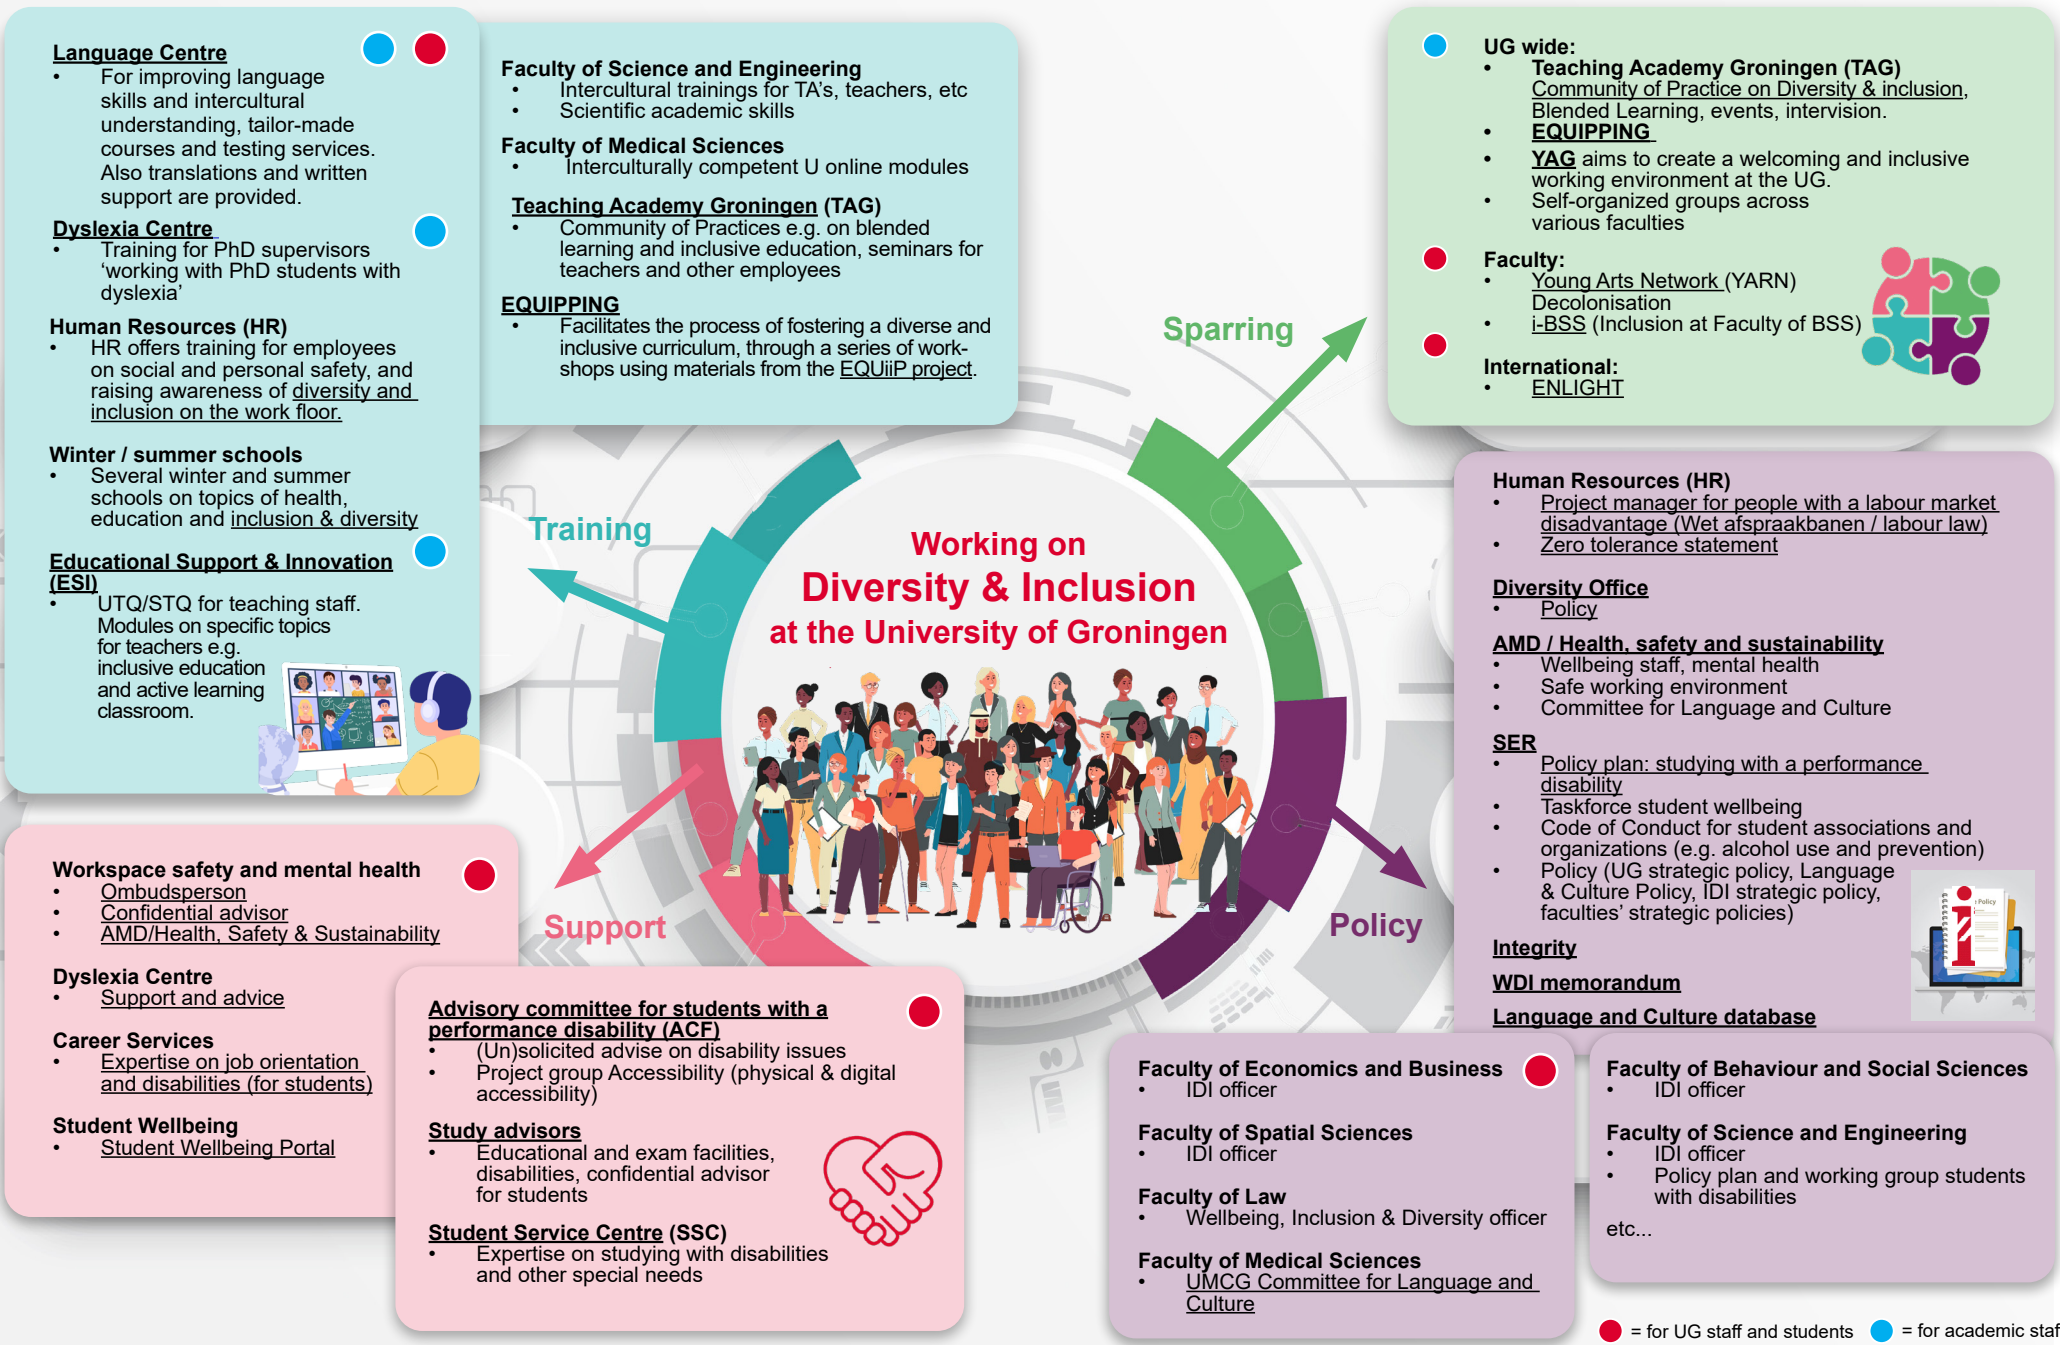 Language Centre
• For improving language
skills and intercultural
understanding, tailor-made
courses and testing services.
Also translations and written
support are provided.
Dyslexia Centre
• Training for PhD supervisors
‘working with PhD students with
dyslexia’
Human Resources (HR)
• HR offers training for employees
on social and personal safety, and
raising awareness of diversity and
inclusion on the work floor.
Winter / summer schools
• Several winter and summer
schools on topics of health,
education and inclusion & diversity
Educational Support & Innovation
(ESI)
• UTQ/STQ for teaching staff.
Modules on specific topics
for teachers e.g.
inclusive education
and active learning
classroom.
Faculty of Science and Engineering
• Intercultural trainings for TA’s, teachers, etc
• Scientific academic skills
Faculty of Medical Sciences
• Interculturally competent U online modules
Teaching Academy Groningen (TAG)
• Community of Practices e.g. on blended
learning and inclusive education, seminars for
teachers and other employees
EQUIPPING
• Facilitates the process of fostering a diverse and
inclusive curriculum, through a series of work-
shops using materials from the EQUiiP project.
UG wide:
• Teaching Academy Groningen (TAG)
Community of Practice on Diversity & inclusion,
Blended Learning, events, intervision.
• EQUIPPING
• YAG aims to create a welcoming and inclusive
working environment at the UG.
• Self-organized groups across
various faculties
Faculty:
• Young Arts Network (YARN)
Decolonisation
• i-BSS (Inclusion at Faculty of BSS)
International:
• ENLIGHT
Sparring
Training
Support
Policy
Working on
Diversity & Inclusion
at the University of Groningen
Human Resources (HR)
• Project manager for people with a labour market
disadvantage (Wet afspraakbanen / labour law)
• Zero tolerance statement
Diversity Office
• Policy
AMD / Health, safety and sustainability
• Wellbeing staff, mental health
• Safe working environment
• Committee for Language and Culture
SER
• Policy plan: studying with a performance
disability
• Taskforce student wellbeing
• Code of Conduct for student associations and
organizations (e.g. alcohol use and prevention)
• Policy (UG strategic policy, Language
& Culture Policy, IDI strategic policy,
faculties’ strategic policies)
Integrity
WDI memorandum
Language and Culture database
Policy
Workspace safety and mental health
• Ombudsperson
• Confidential advisor
• AMD/Health, Safety & Sustainability
Dyslexia Centre
• Support and advice
Career Services
• Expertise on job orientation
and disabilities (for students)
Student Wellbeing
• Student Wellbeing Portal
Advisory committee for students with a
performance disability (ACF)
• (Un)solicited advise on disability issues
• Project group Accessibility (physical & digital
accessibility)
Study advisors
• Educational and exam facilities,
disabilities, confidential advisor
for students
Student Service Centre (SSC)
• Expertise on studying with disabilities
and other special needs
Faculty of Economics and Business
• IDI officer
Faculty of Spatial Sciences
• IDI officer
Faculty of Law
• Wellbeing, Inclusion & Diversity officer
Faculty of Medical Sciences
• UMCG Committee for Language and
Culture
Faculty of Behaviour and Social Sciences
• IDI officer
Faculty of Science and Engineering
• IDI officer
• Policy plan and working group students
with disabilities
etc...
= for UG staff and students
= for academic staf